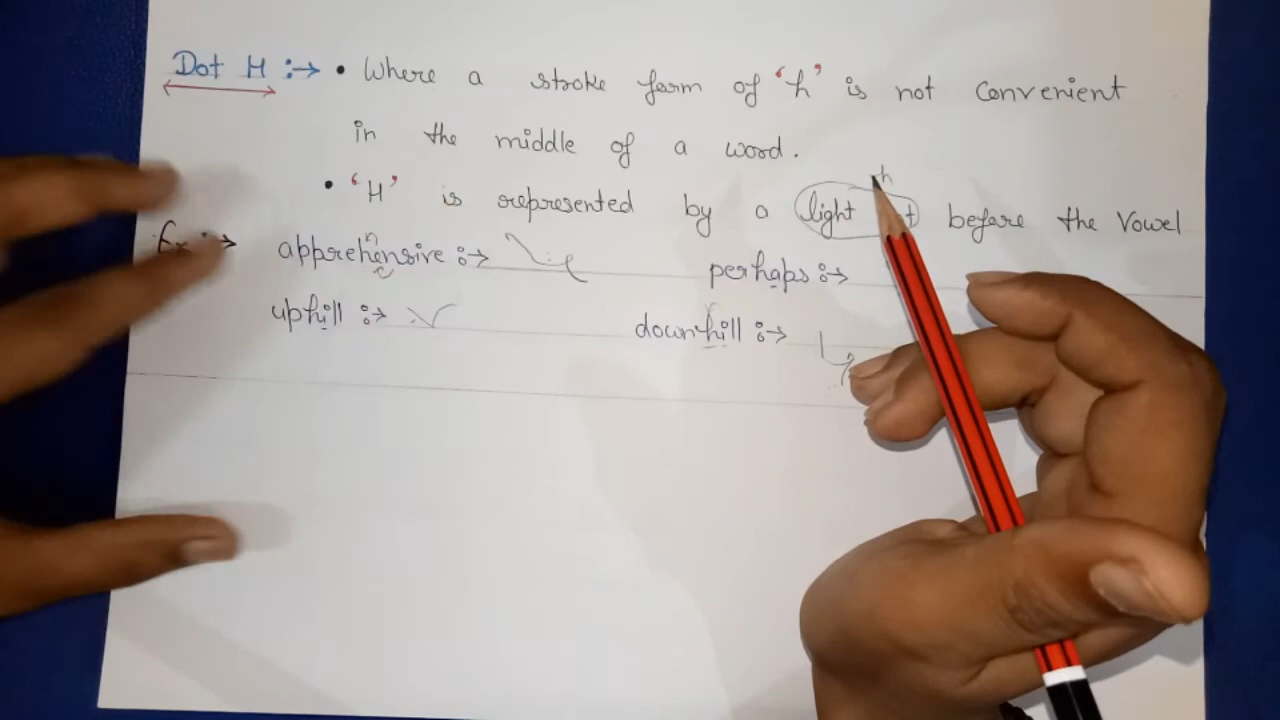 Dot H :→ • Where a stroke form of 'h' is not convenient
in the middle of a word.
h
• 'H' is represented by a light before the Vowel
Ex :→ apprehensive :→ perhaps :→
uphill :→ downhill :→